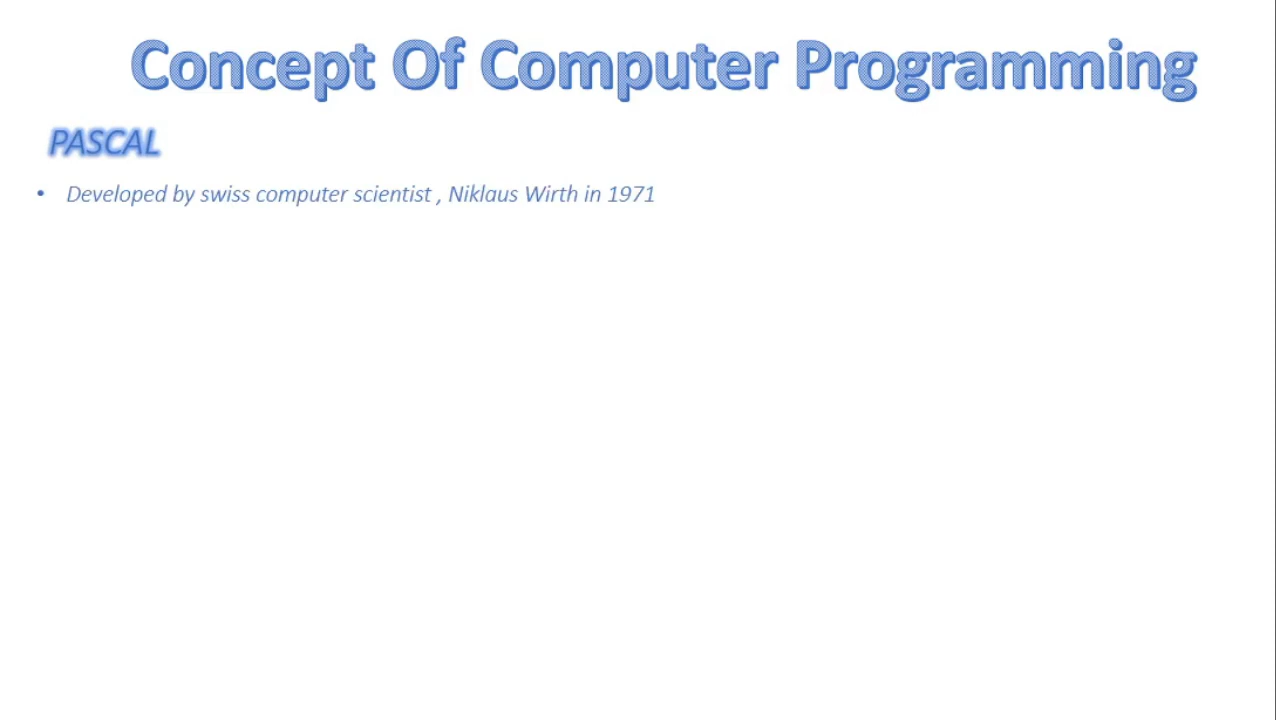 Concept Of Computer Programming
PASCAL
• Developed by swiss computer scientist , Niklaus Wirth in 1971